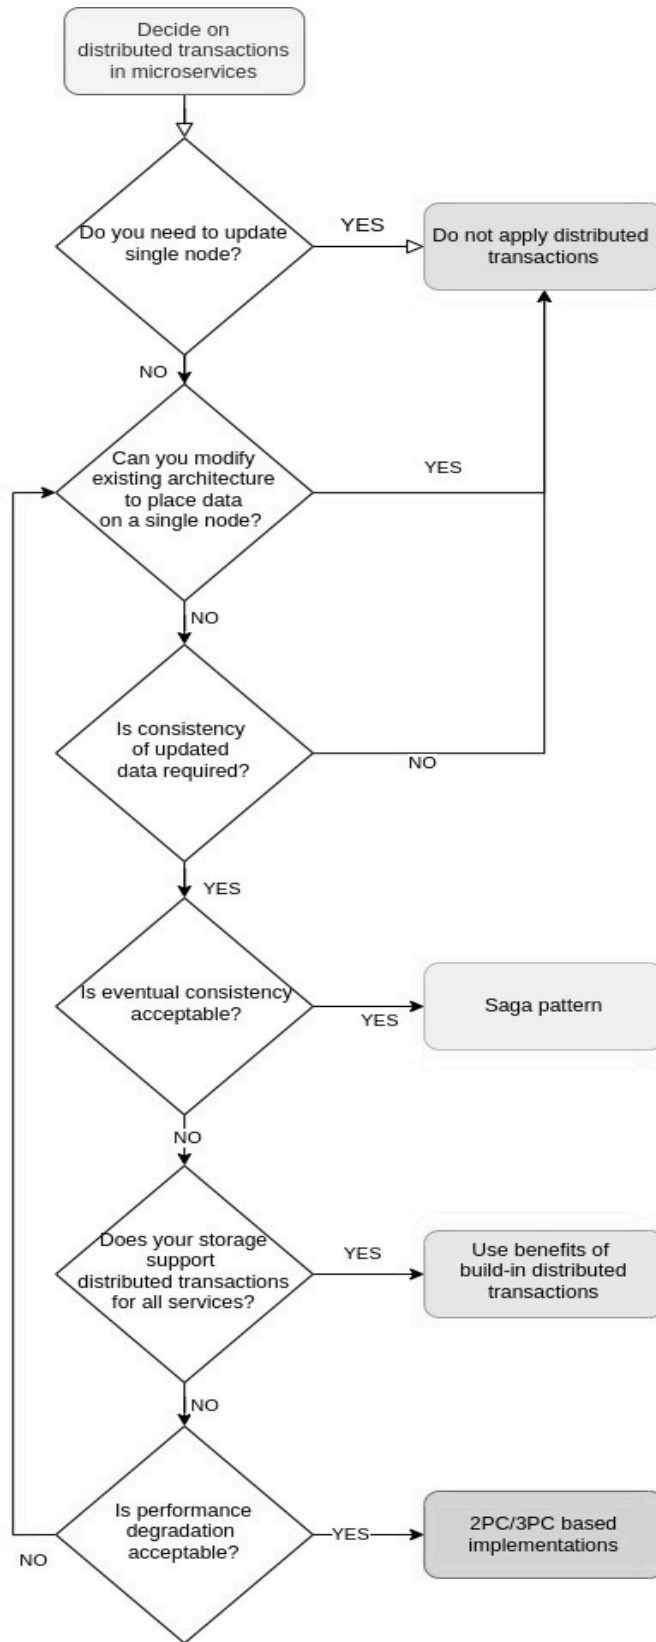 Decide on
distributed transactions
in microservices
Do you need to update
single node?
YES
Do not apply distributed
transactions
NO
Can you modify
existing architecture
to place data
on a single node?
YES
NO
Is consistency
of updated
data required?
NO
YES
Is eventual consistency
acceptable?
YES
Saga pattern
NO
Does your storage
support
distributed transactions
for all services?
YES
Use benefits of
build-in distributed
transactions
NO
Is performance
degradation
acceptable?
YES
2PC/3PC based
implementations
NO